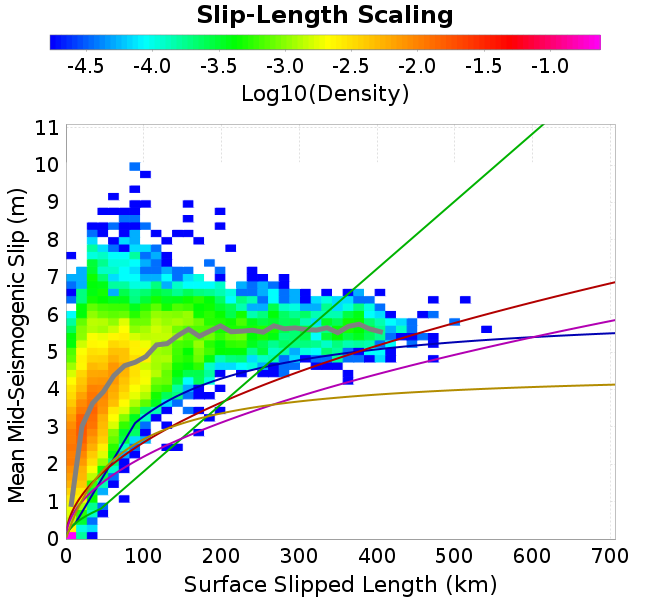 Slip-Length Scaling
-4.5 -4.0 -3.5 -3.0 -2.5 -2.0 -1.5 -1.0
Log10(Density)
11
10
9
8
7
6
5
4
3
2
1
0
Mean Mid-Seismogenic Slip (m)
0 100 200 300 400 500 600 700
Surface Slipped Length (km)